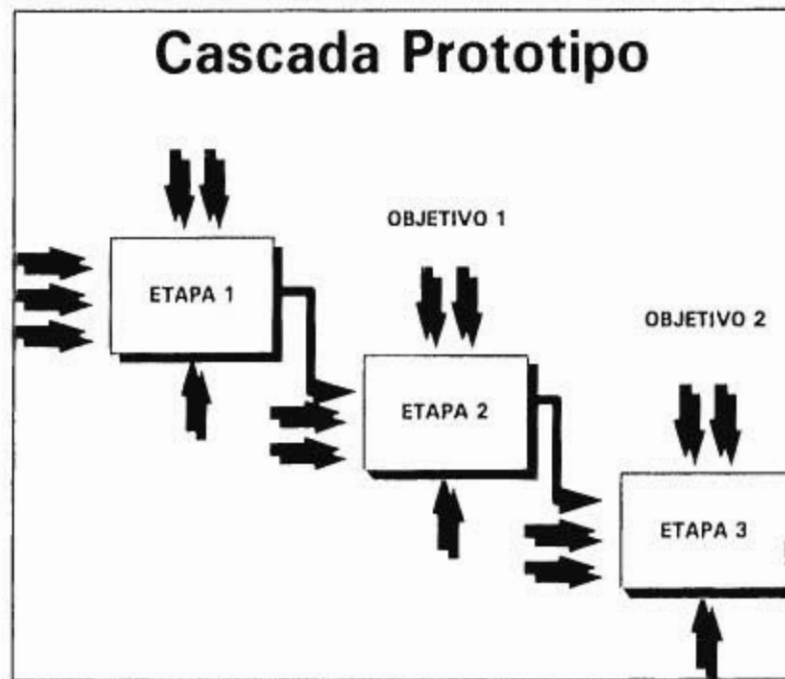 Cascada Prototipo
ETAPA 1
OBJETIVO 1
ETAPA 2
OBJETIVO 2
ETAPA 3